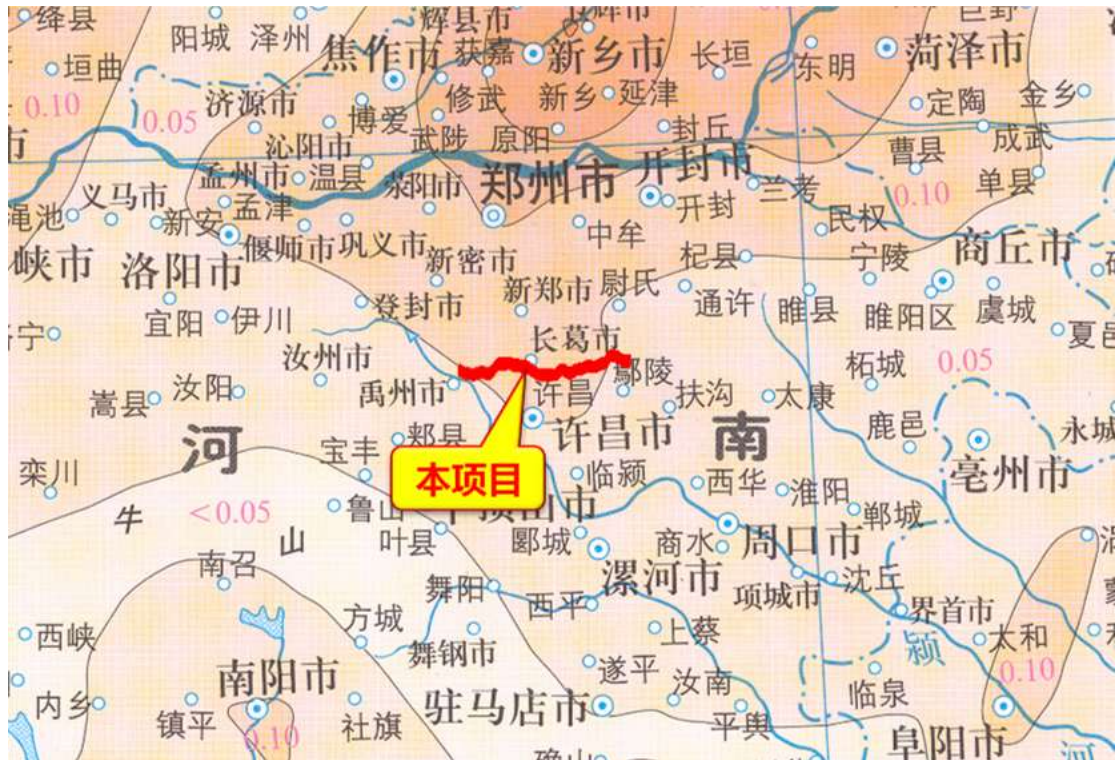 绛县
阳城
泽州
焦作市
辉县市
获嘉
新乡市
长垣
东明
菏泽市
巨野
垣曲
0.10
0.05
济源市
博爱
修武
新乡
延津
定陶
金乡
沁阳市
武陟
原阳
封丘
曹县
成武
市
孟州市
温县
荥阳市
郑州市
开封市
兰考
0.10
单县
义马市
渑池
新安
孟津
开封
民权
中牟
峡市
洛阳市
偃师市
巩义市
新密市
杞县
宁陵
商丘市
登封市
新郑市
尉氏
通许
睢县
睢阳区
虞城
宜阳
伊川
长葛市
夏邑
汝州市
柘城
0.05
嵩县
汝阳
禹州市
许昌
鄢陵
扶沟
太康
河
南
宝丰
郏县
许昌市
鹿邑
永城
栾川
本项目
临颍
西华
淮阳
亳州市
牛
<0.05
鲁山
平顶山市
郸城
山
叶县
郾城
商水
周口市
南召
漯河市
舞阳
西平
项城市
沈丘
方城
界首市
西峡
上蔡
颍
太和
舞钢市
南阳市
遂平
0.10
内乡
汝南
临泉
镇平
0.10
社旗
驻马店市
平舆
阜阳市
确山
河